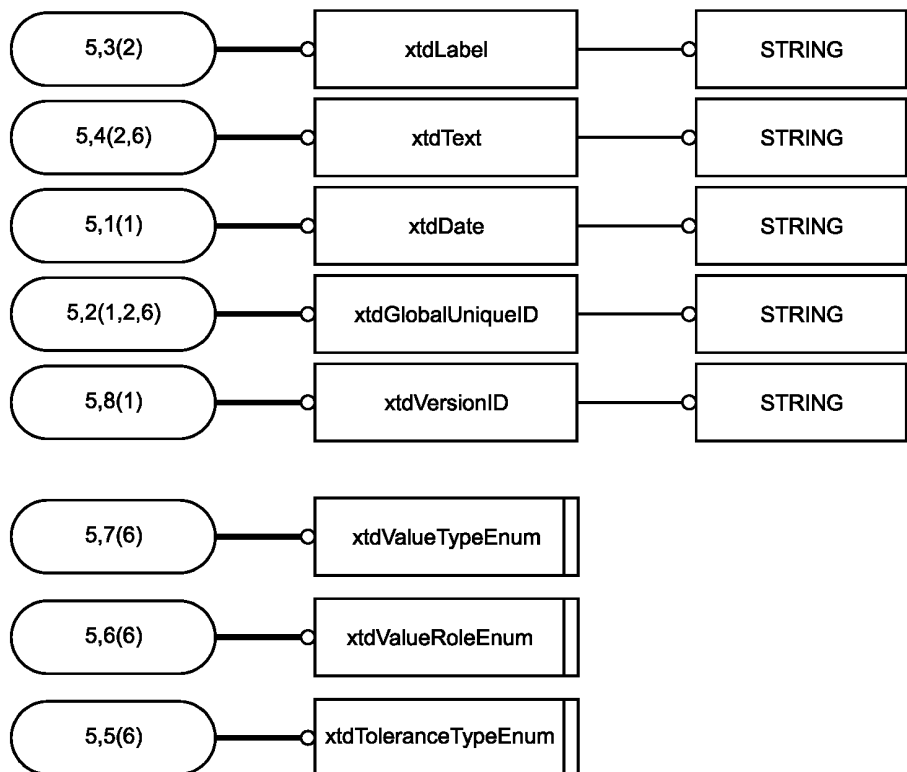 5,3(2) xtdLabel STRING
5,4(2,6) xtdText STRING
5,1(1) xtdDate STRING
5,2(1,2,6) xtdGlobalUniqueID STRING
5,8(1) xtdVersionID STRING
5,7(6) xtdValueTypeEnum
5,6(6) xtdValueRoleEnum
5,5(6) xtdToleranceTypeEnum